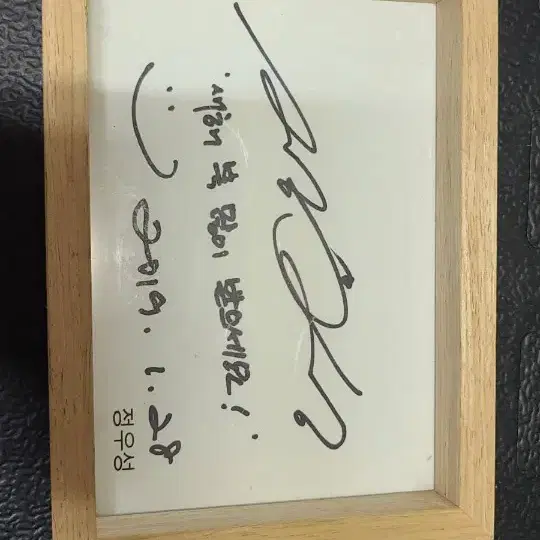 새해 복 많이 받으세요!
2019. 1. 28
정우성